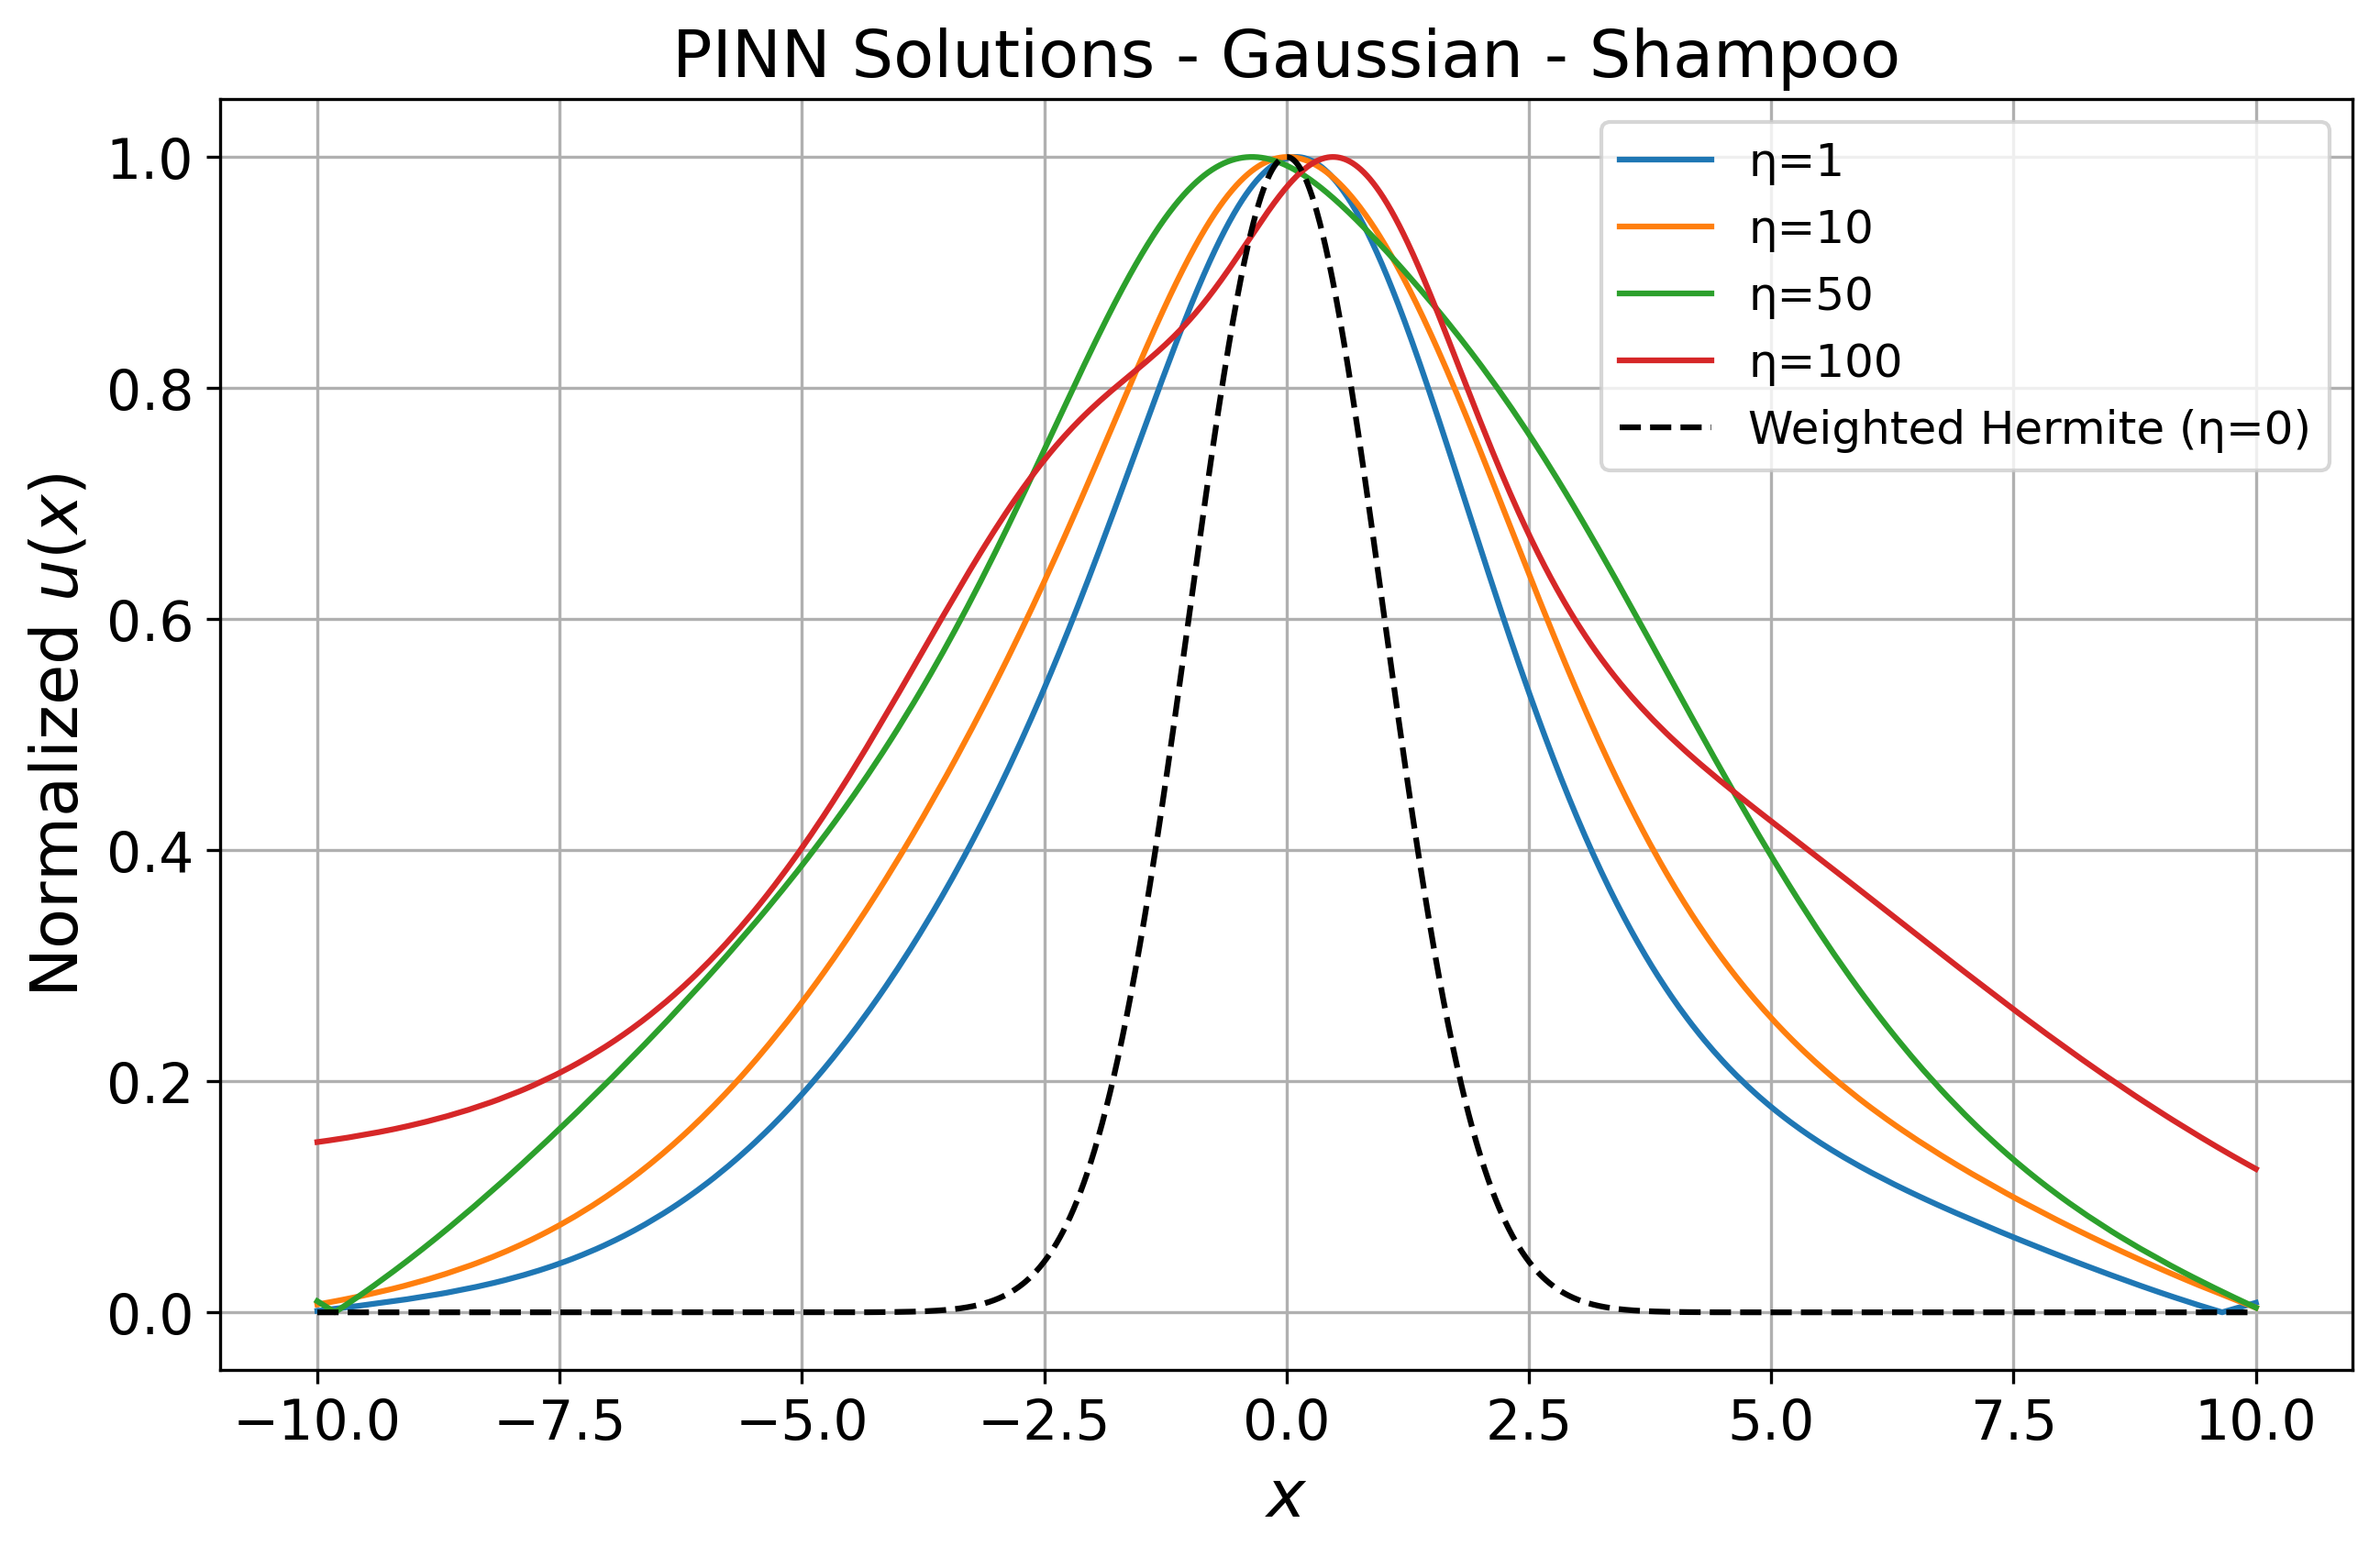 PINN Solutions - Gaussian - Shampoo
Normalized u(x)
1.0
0.8
0.6
0.4
0.2
0.0
−10.0 −7.5 −5.0 −2.5 0.0 2.5 5.0 7.5 10.0
x
η=1
η=10
η=50
η=100
Weighted Hermite (η=0)